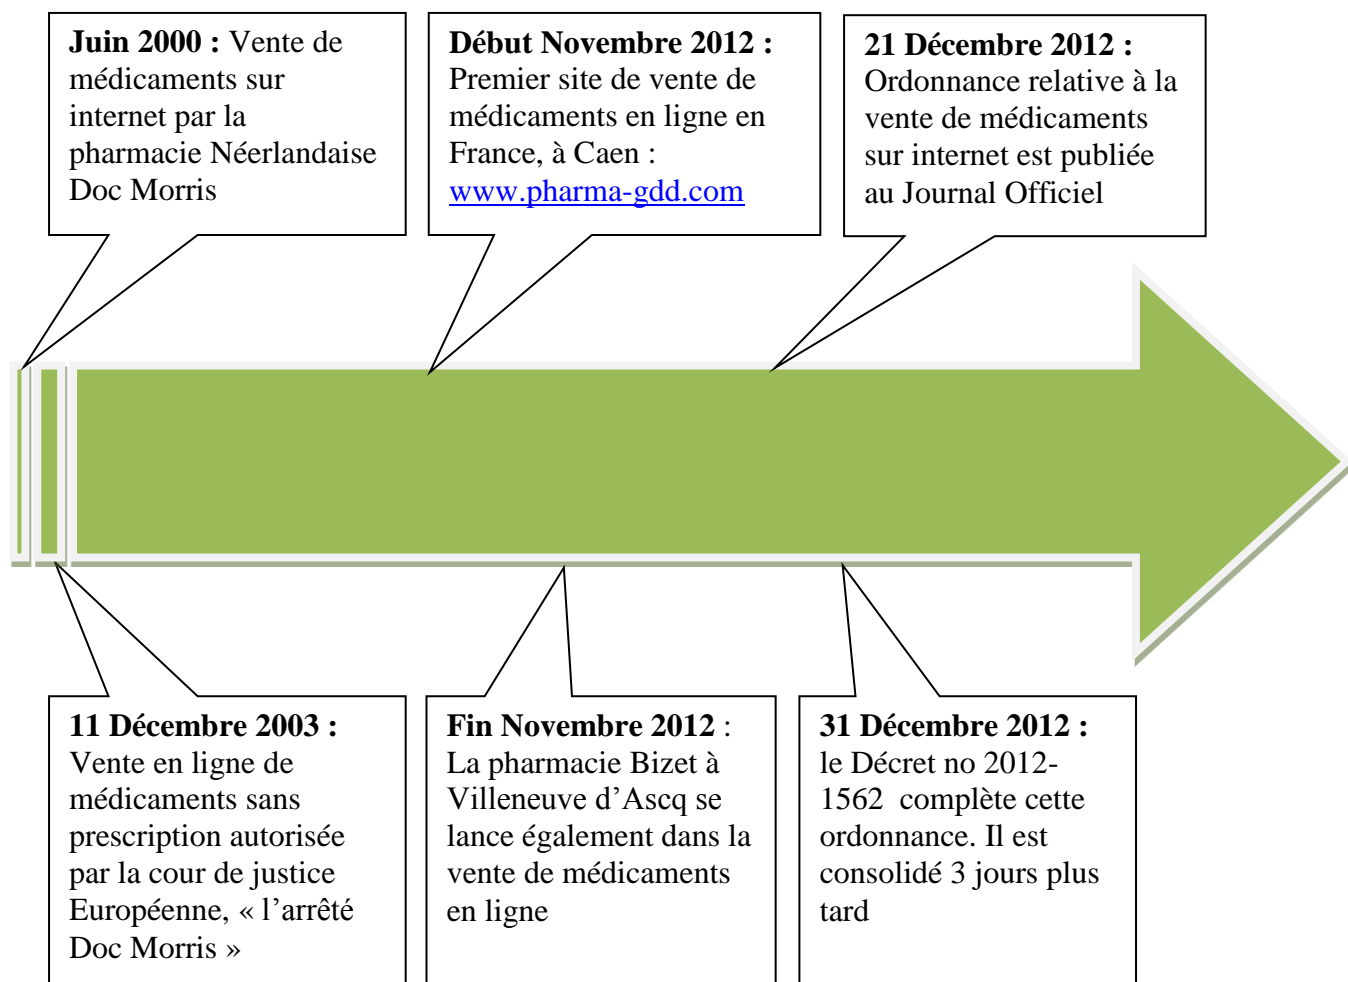 Juin 2000 : Vente de
médicaments sur
internet par la
pharmacie Néerlandaise
Doc Morris
Début Novembre 2012 :
Premier site de vente de
médicaments en ligne en
France, à Caen :
www.pharma-gdd.com
21 Décembre 2012 :
Ordonnance relative à la
vente de médicaments
sur internet est publiée
au Journal Officiel
11 Décembre 2003 :
Vente en ligne de
médicaments sans
prescription autorisée
par la cour de justice
Européenne, « l’arrêté
Doc Morris »
Fin Novembre 2012 :
La pharmacie Bizet à
Villeneuve d’Ascq se
lance également dans la
vente de médicaments
en ligne
31 Décembre 2012 :
le Décret no 2012-
1562 complète cette
ordonnance. Il est
consolidé 3 jours plus
tard